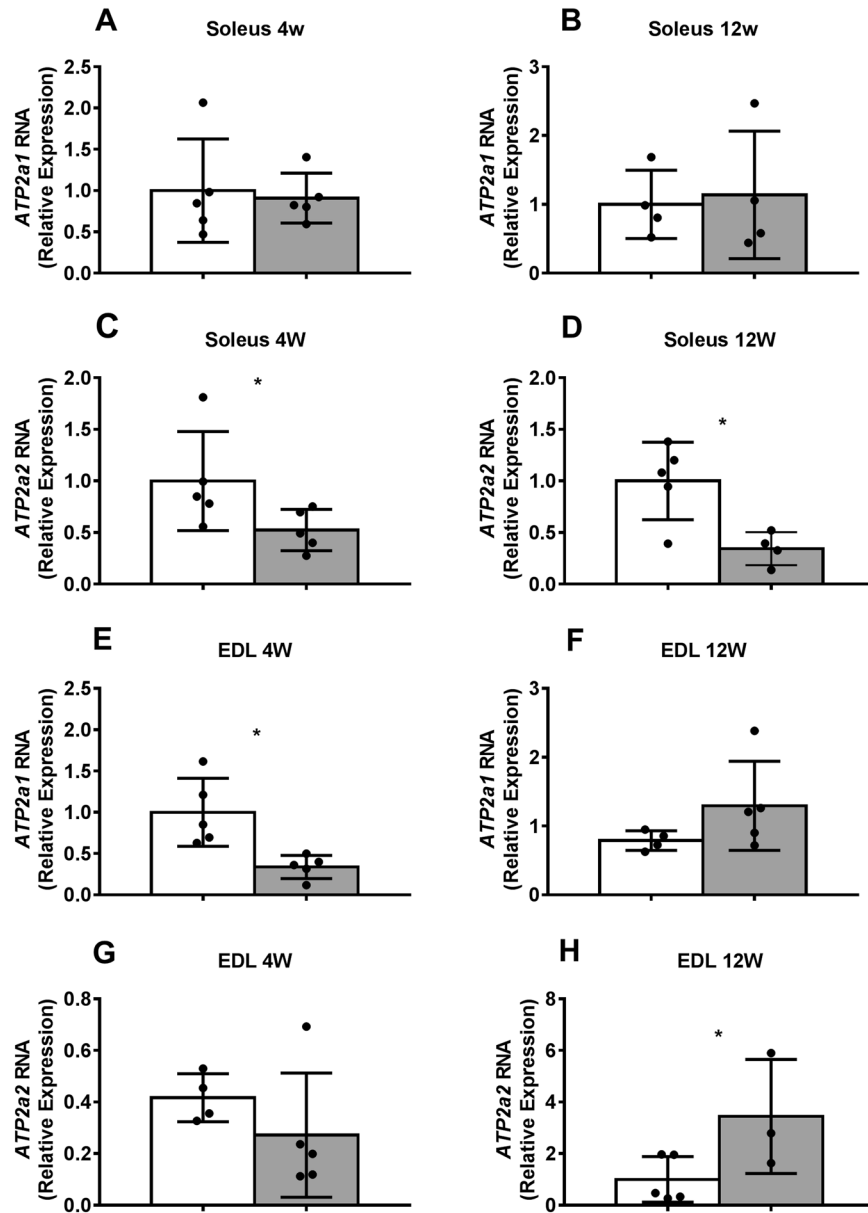 A
Soleus 4w
ATP2a1 RNA
(Relative Expression)
2.5
2.0
1.5
1.0
0.5
0.0
B
Soleus 12w
ATP2a1 RNA
(Relative Expression)
3
2
1
0
C
Soleus 4W
ATP2a2 RNA
(Relative Expression)
2.0
1.5
1.0
0.5
0.0
*
D
Soleus 12W
ATP2a2 RNA
(Relative Expression)
2.0
1.5
1.0
0.5
0.0
*
E
EDL 4W
ATP2a1 RNA
(Relative Expression)
2.5
2.0
1.5
1.0
0.5
0.0
*
F
EDL 12W
ATP2a1 RNA
(Relative Expression)
3
2
1
0
G
EDL 4W
ATP2a2 RNA
(Relative Expression)
0.8
0.6
0.4
0.2
0.0
H
EDL 12W
ATP2a2 RNA
(Relative Expression)
8
6
4
2
0
*